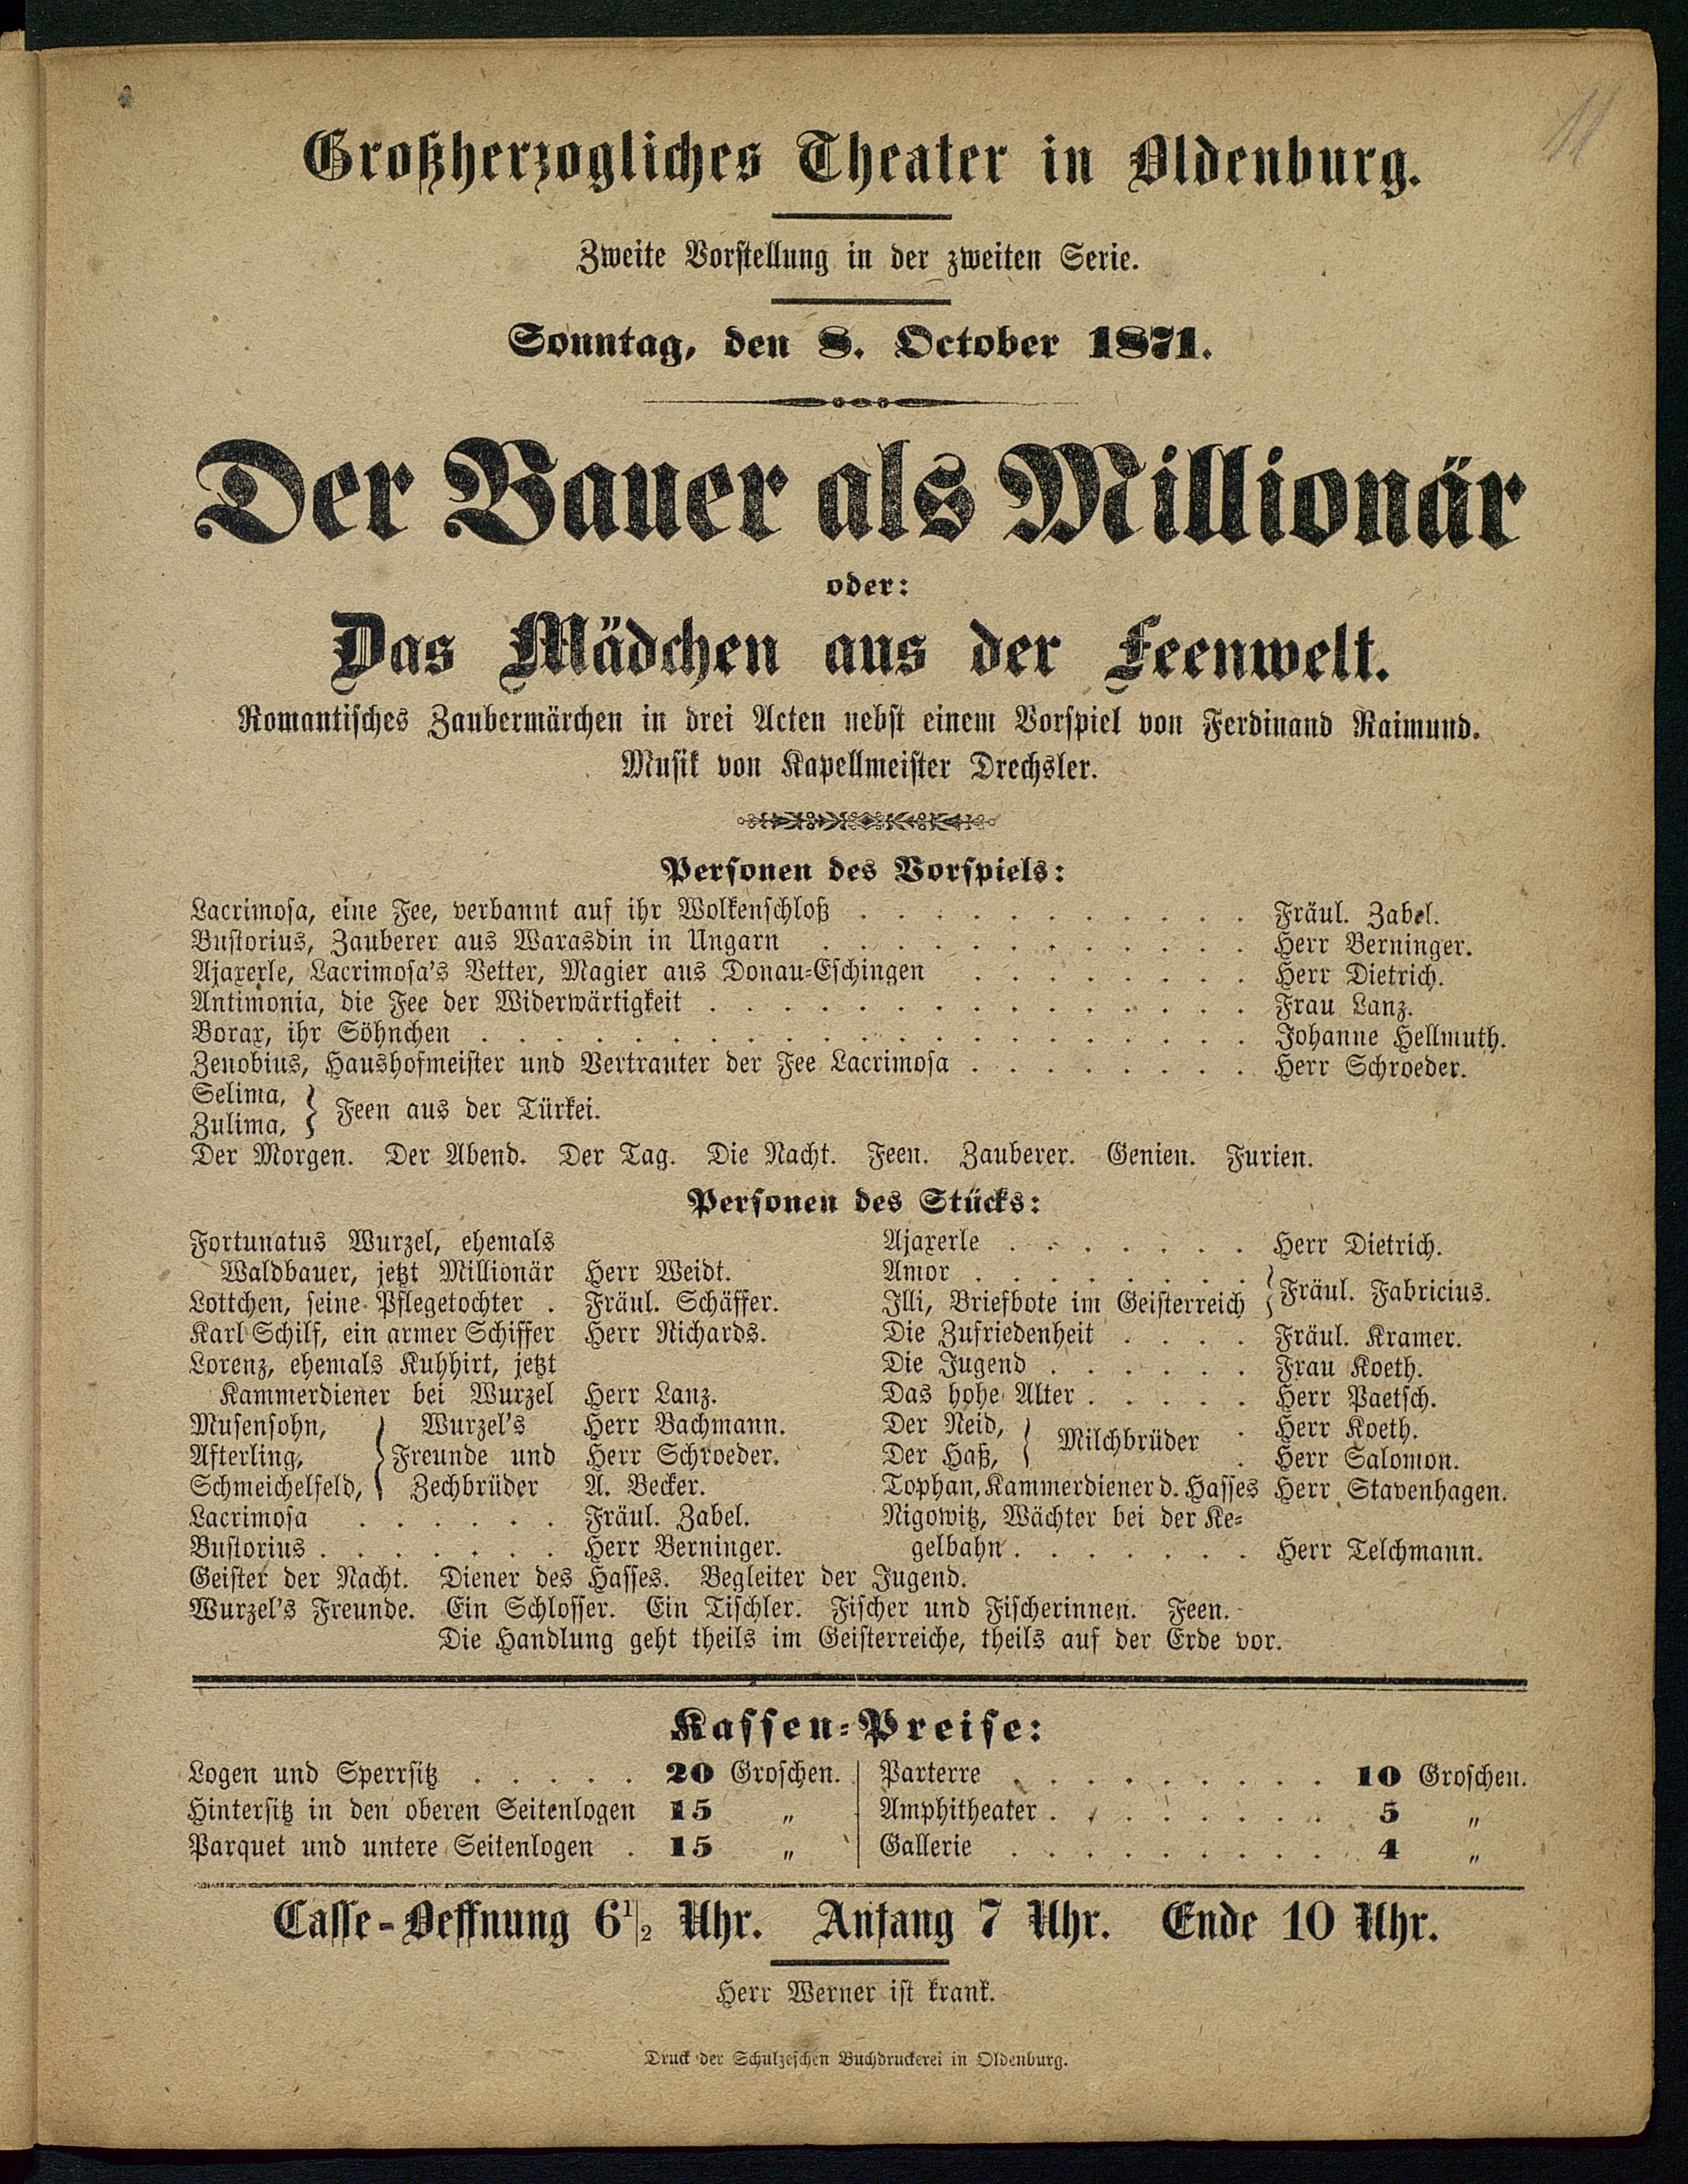 11
Großherzogliches Theater in Oldenburg.
Zweite Vorstellung in der zweiten Serie.
Sonntag, den 8. October 1871.
Der Bauer als Millionär
oder:
Das Mädchen aus der Feenwelt.
Romantisches Zaubermärchen in drei Acten nebst einem Vorspiel von Ferdinand Raimund.
Musik von Kapellmeister Drechsler.
Personen des Vorspiels:
Lacrimosa, eine Fee, verbannt auf ihr Wolkenschloß . . . . . . . . . . . Fräul. Zabel.
Bustorius, Zauberer aus Warasdin in Ungarn . . . . . . . . . . . . Herr Berninger.
Ajaxerle, Lacrimosa's Vetter, Magier aus Donau-Eschingen . . . . . . . . Herr Dietrich.
Antimonia, die Fee der Widerwärtigkeit . . . . . . . . . . . . . . . Frau Lanz.
Borax, ihr Söhnchen . . . . . . . . . . . . . . . . . . . . . Johanne Hellmuth.
Zenobius, Haushofmeister und Vertrauter der Fee Lacrimosa . . . . . . . . Herr Schroeder.
Selima,
Zulima, } Feen aus der Türkei.
Der Morgen. Der Abend. Der Tag. Die Nacht. Feen. Zauberer. Genien. Furien.
Personen des Stücks:
Fortunatus Wurzel, ehemals
Waldbauer, jetzt Millionär Herr Weidt.
Lottchen, seine Pflegetochter . Fräul. Schäffer.
Karl Schilf, ein armer Schiffer Herr Richards.
Lorenz, ehemals Kuhhirt, jetzt
Kammerdiener bei Wurzel Herr Lanz.
Musensohn, } Wurzel's Herr Bachmann.
Afterling, } Freunde und Herr Schroeder.
Schmeichelfeld, } Zechbrüder A. Becker.
Lacrimosa . . . . . . Fräul. Zabel.
Bustorius . . . . . . . Herr Berninger.
Ajaxerle . . . . . . . Herr Dietrich.
Amor . . . . . . . . }
Illi, Briefbote im Geisterreich } Fräul. Fabricius.
Die Zufriedenheit . . . . Fräul. Kramer.
Die Jugend . . . . . . Frau Koeth.
Das hohe Alter . . . . . Herr Paetsch.
Der Neid, } Milchbrüder . Herr Koeth.
Der Haß, } . Herr Salomon.
Tophan, Kammerdiener d. Hasses Herr Stavenhagen.
Nigowitz, Wächter bei der Ke-
gelbahn . . . . . . . Herr Telchmann.
Geister der Nacht. Diener des Hasses. Begleiter der Jugend.
Wurzel's Freunde. Ein Schlosser. Ein Tischler. Fischer und Fischerinnen. Feen.
Die Handlung geht theils im Geisterreiche, theils auf der Erde vor.
Kassen-Preise:
Logen und Sperrsitz . . . . . 20 Groschen.
Hintersitz in den oberen Seitenlogen 15 „
Parquet und untere Seitenlogen . 15 „
Parterre . . . . . . . . . 10 Groschen.
Amphitheater . . . . . . . . 5 „
Gallerie . . . . . . . . . 4 „
Casse-Oeffnung 6½ Uhr. Anfang 7 Uhr. Ende 10 Uhr.
Herr Werner ist krank.
Druck der Schulzeschen Buchdruckerei in Oldenburg.